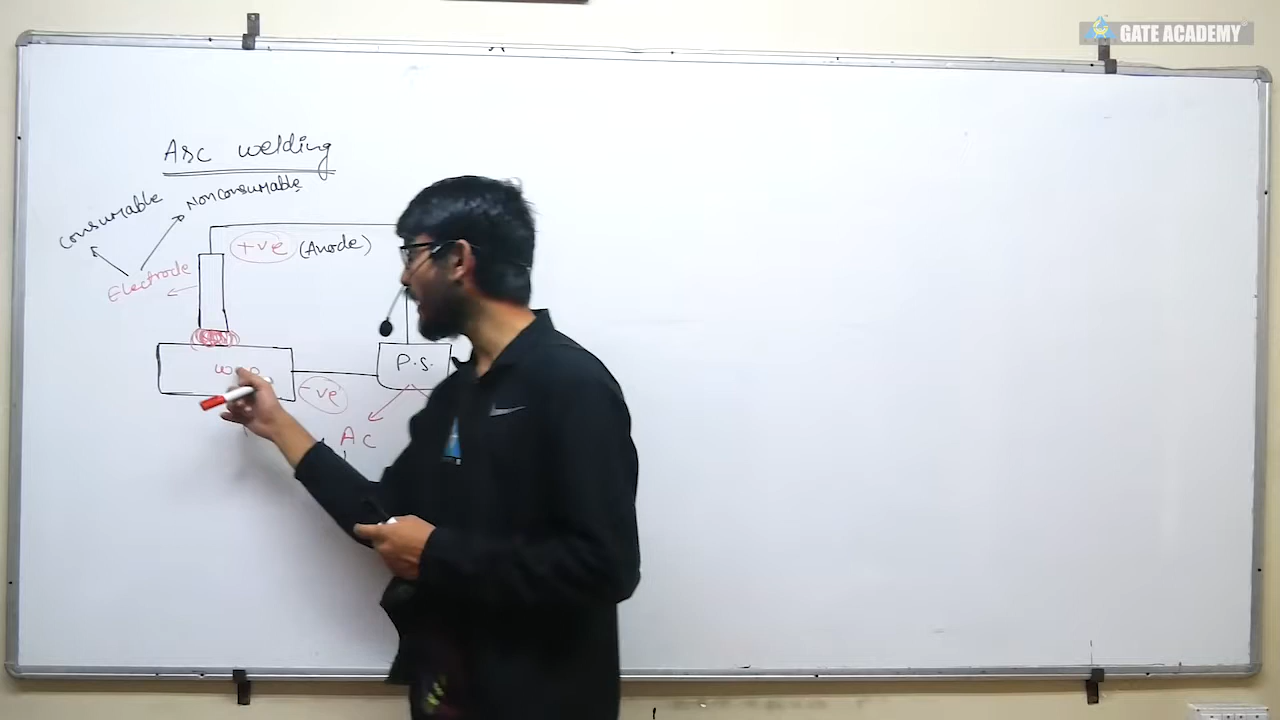 GATE ACADEMY
Arc welding
Consumable
Nonconsumable
+ve (Anode)
Electrode
P.S.
-ve
AC